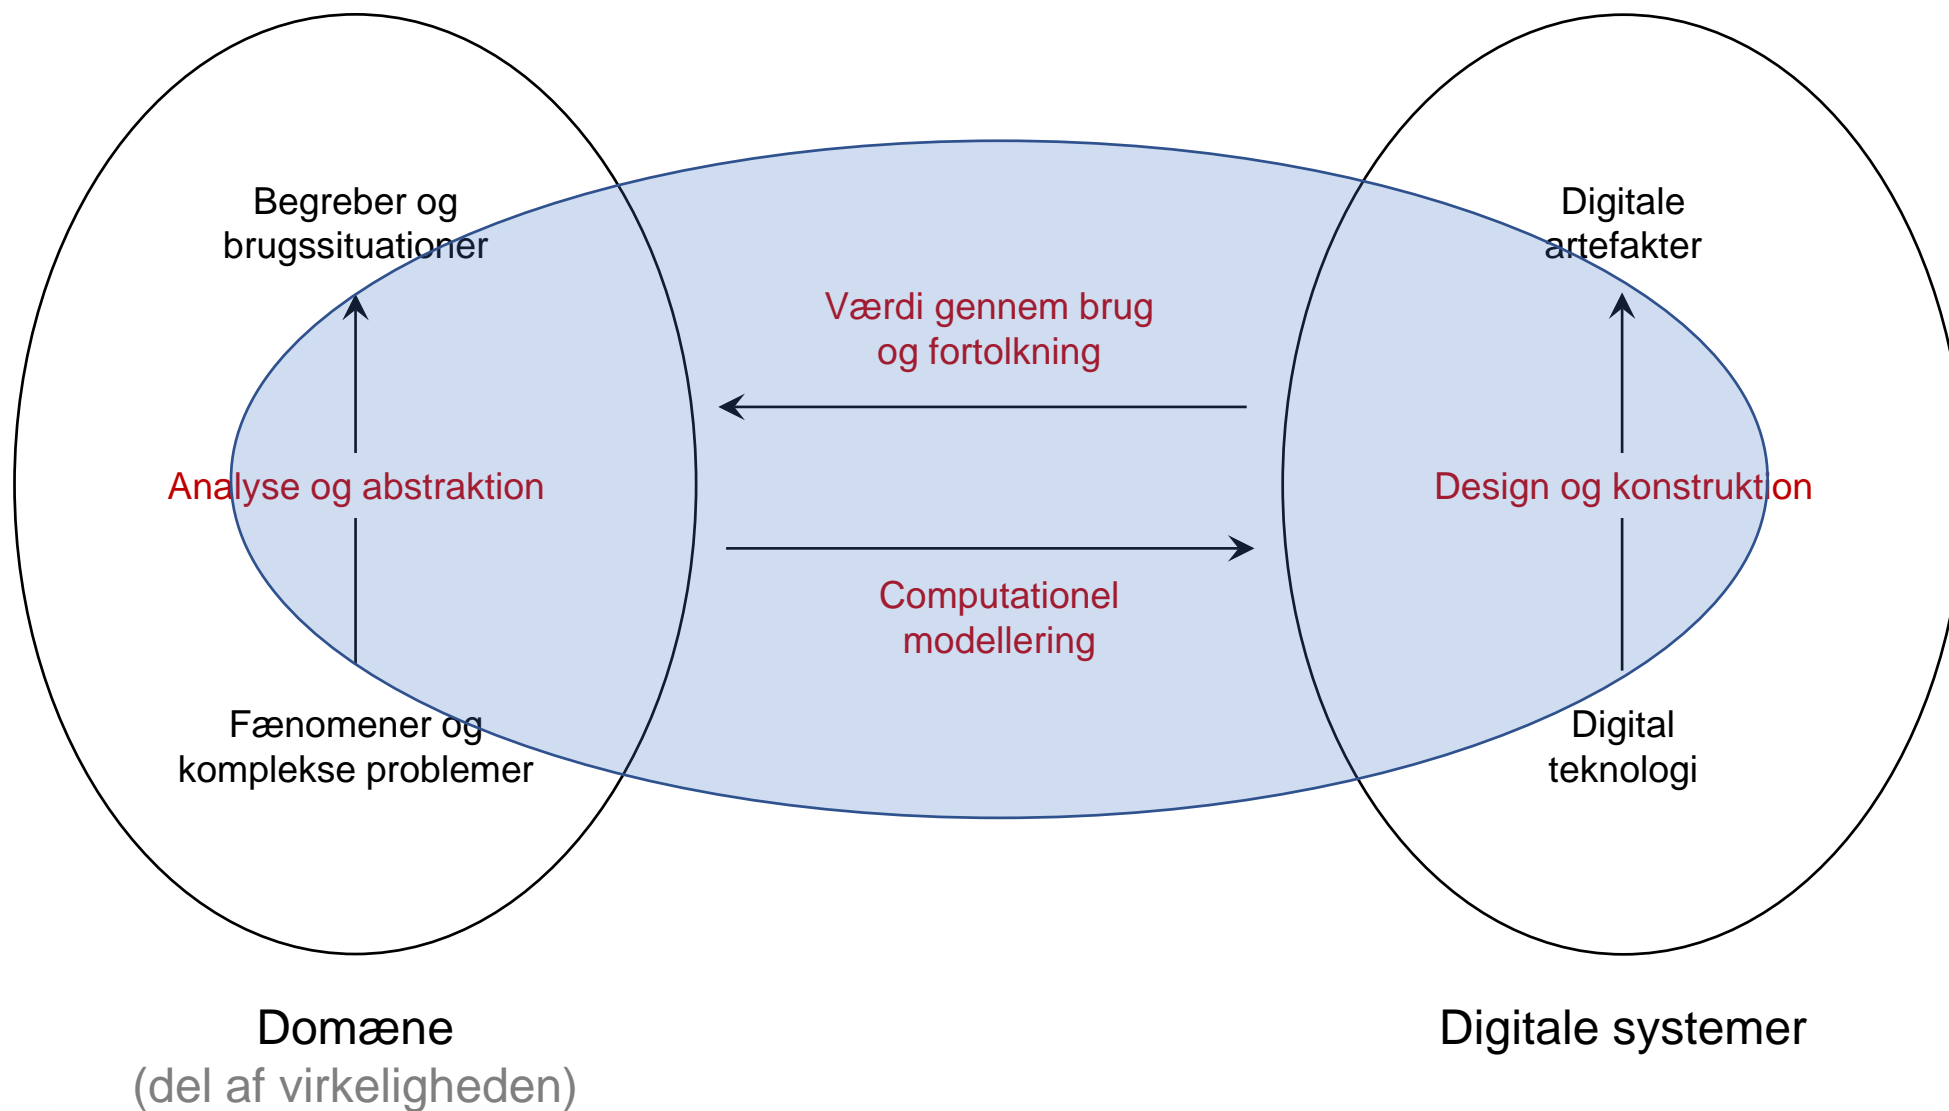 Begreber og
brugssituationer
Digitale
artefakter
Værdi gennem brug
og fortolkning
Analyse og abstraktion
Design og konstruktion
Computationel
modellering
Fænomener og
komplekse problemer
Digital
teknologi
Domæne
(del af virkeligheden)
Digitale systemer